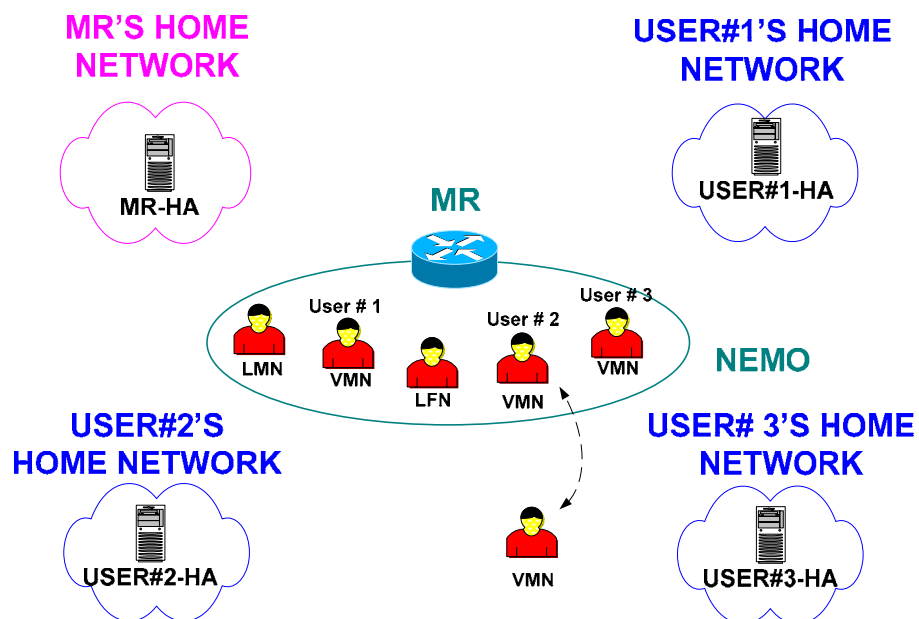 MR'S HOME
NETWORK
USER#1'S HOME
NETWORK
MR-HA
USER#1-HA
MR
User # 1
User # 2
User # 3
LMN
VMN
LFN
VMN
VMN
NEMO
USER#2'S
HOME NETWORK
USER# 3'S HOME
NETWORK
USER#2-HA
VMN
USER#3-HA